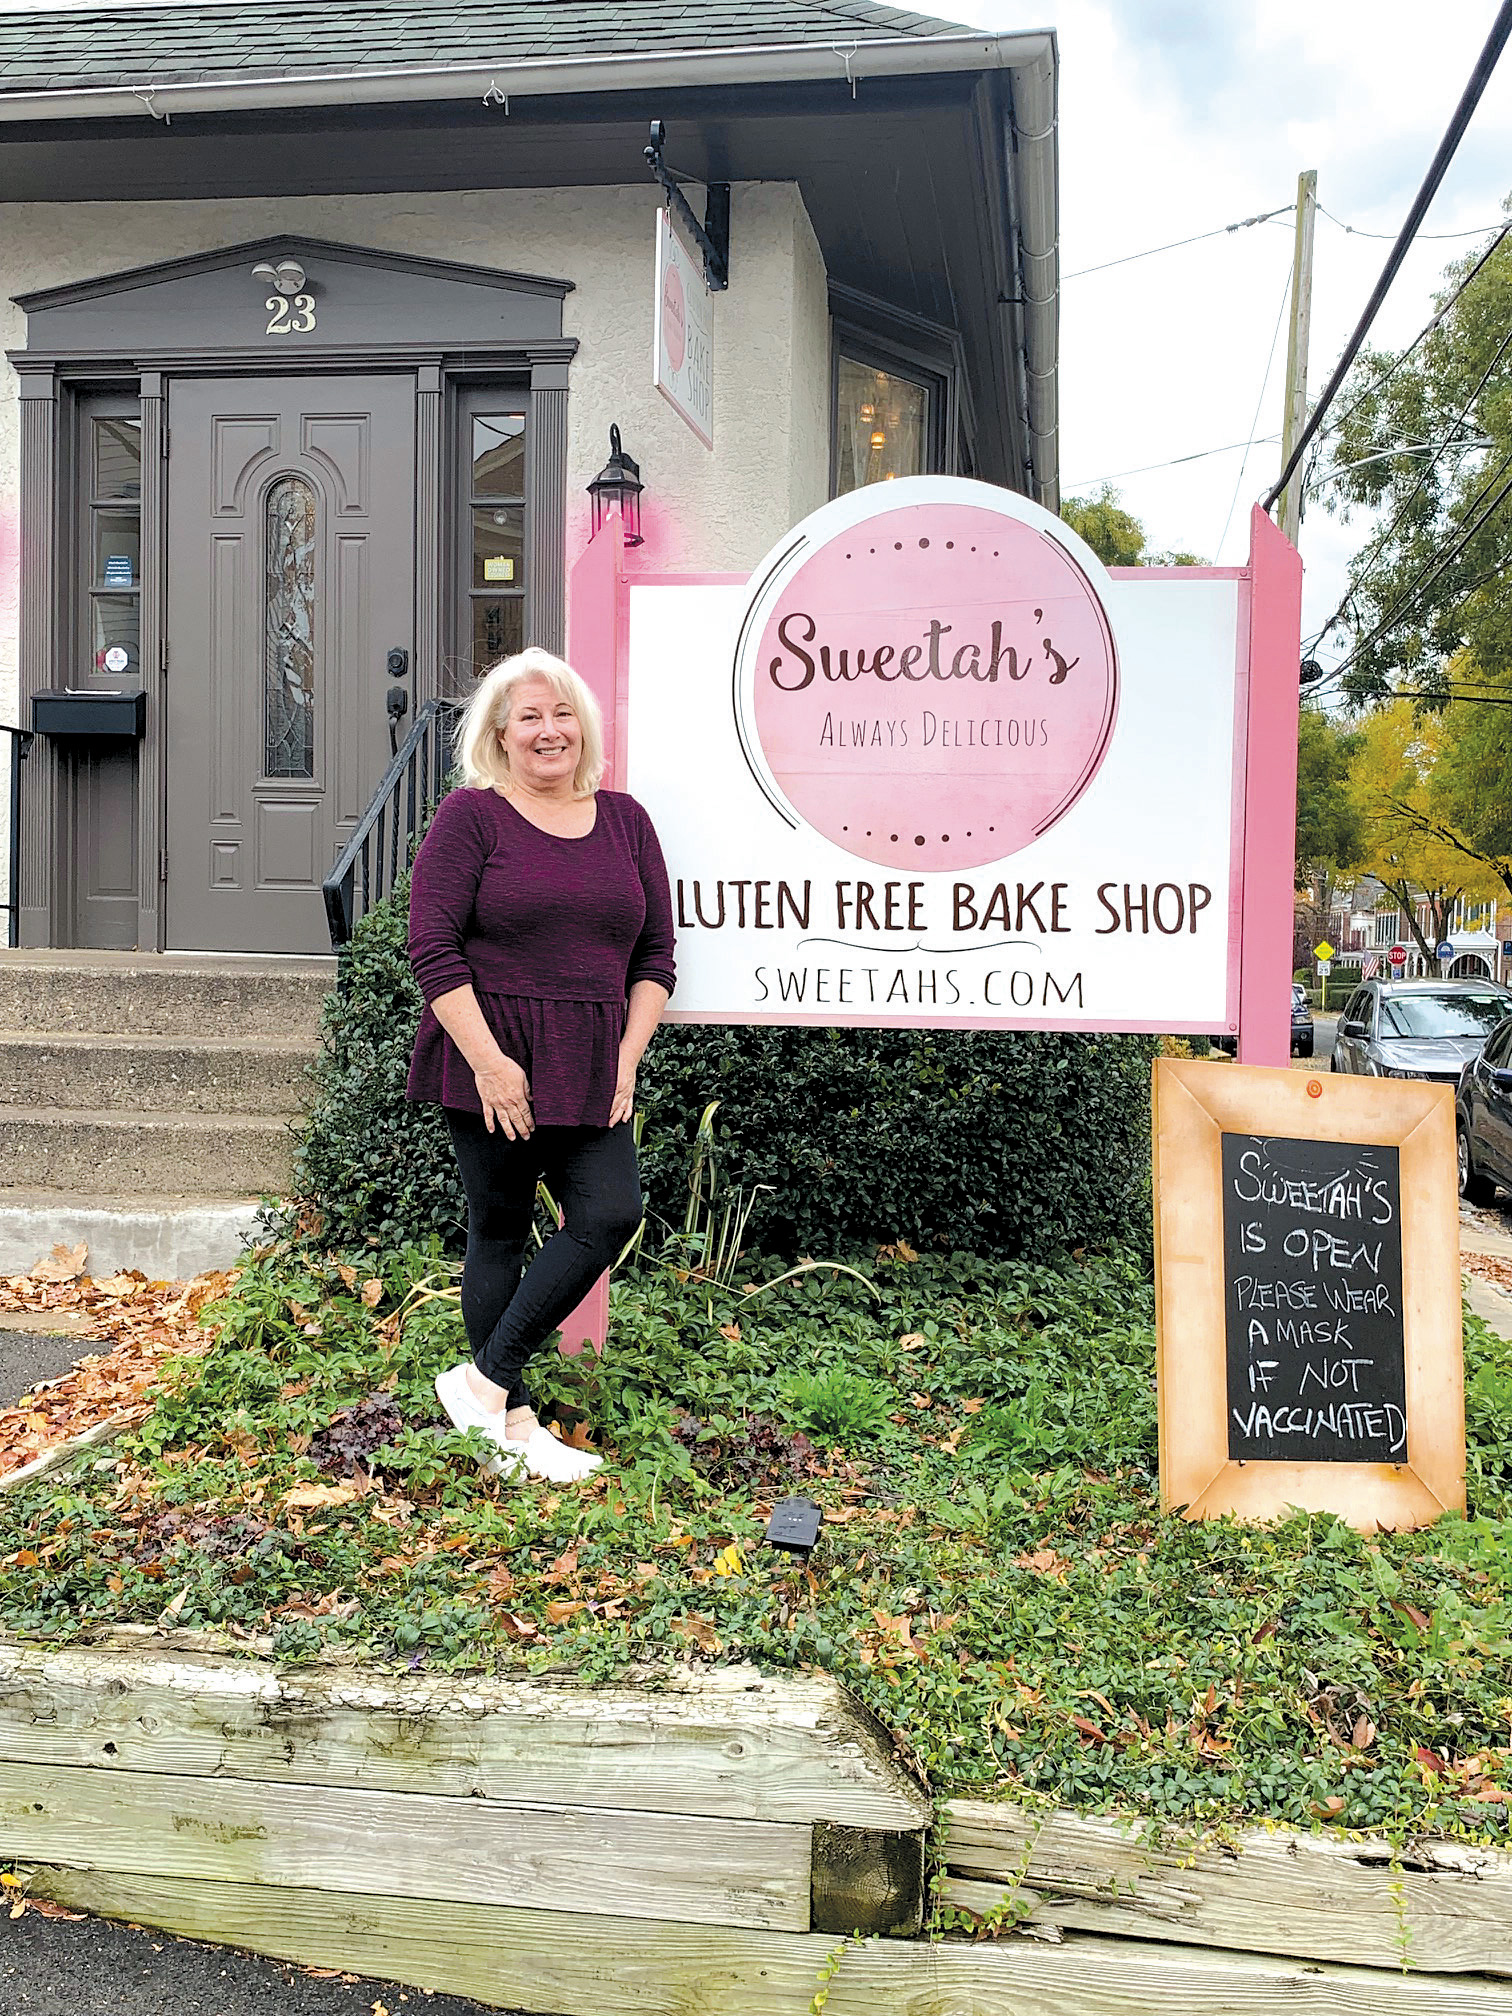 23
BAKE
SHOP
Sweetah's
ALWAYS DELICIOUS
LUTEN FREE BAKE SHOP
SWEETAHS.COM
STOP
SWEETAH'S
IS OPEN
PLEASE WEAR
A MASK
IF NOT
VACCINATED